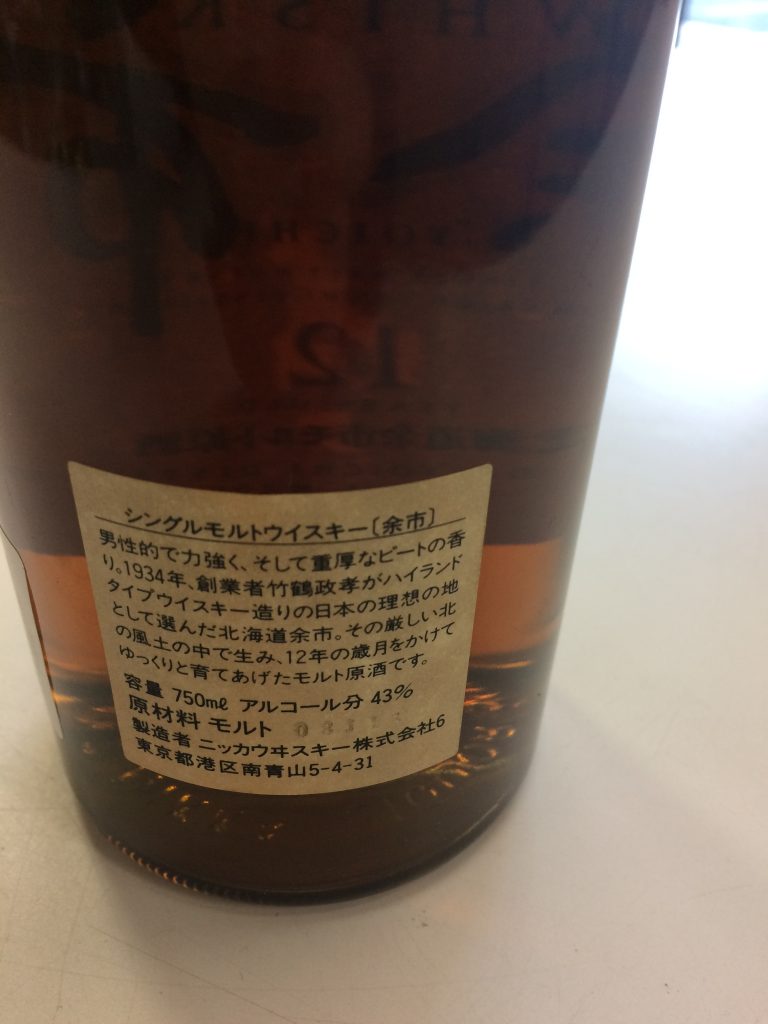 WHISK
12
シングルモルトウイスキー〔余市〕
男性的で力強く、そして重厚なピートの香
り。1934年、創業者竹鶴政孝がハイランド
タイプウイスキー造りの日本の理想の地
として選んだ北海道余市。その厳しい北
の風土の中で生み、12年の歳月をかけて
ゆっくりと育てあげたモルト原酒です。
容量 750㎖ アルコール分 43%
原材料 モルト
製造者 ニッカウヰスキー株式会社6
東京都港区南青山5-4-31